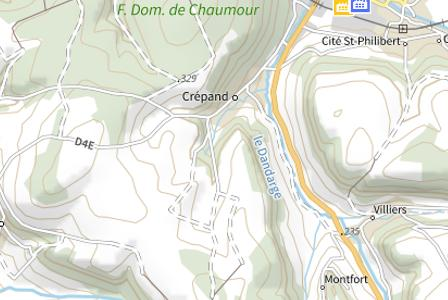 F. Dom. de Chaumour
Cité St-Philibert
329
Crépand
D4E
le Dandarge
Villiers
235
Montfort